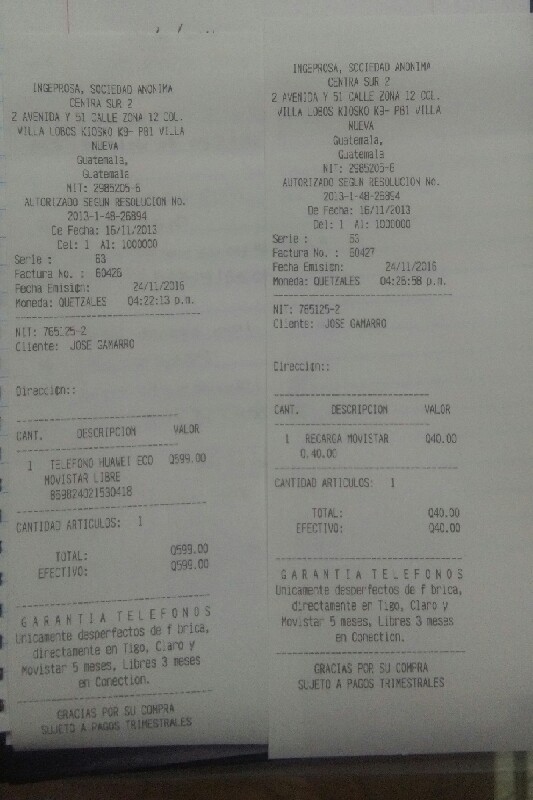 INGEPROSA, SOCIEDAD ANONIMA
CENTRA SUR 2
2 AVENIDA Y 51 CALLE ZONA 12 COL.
VILLA LOBOS KIOSKO K9- P81 VILLA
NUEVA
Guatemala,
Guatemala
NIT: 2985205-6
AUTORIZADO SEGUN RESOLUCION No.
2013-1-48-26894
De Fecha: 16/11/2013
Del: 1 Al: 1000000
Serie : 63
Factura No. : 60426
Fecha Emision: 24/11/2016
Moneda: QUETZALES 04:22:13 p.m.
NIT: 765125-2
Cliente: JOSE GAMARRO
Direccion::
CANT. DESCRIPCION VALOR
1 TELEFONO HUAWEI ECO Q599.00
MOVISTAR LIBRE
869824021530418
CANTIDAD ARTICULOS: 1
TOTAL: Q599.00
EFECTIVO: Q599.00
GARANTIA TELEFONOS
Unicamente desperfectos de f brica,
directamente en Tigo, Claro y
Movistar 5 meses, Libres 3 meses
en Conection.
GRACIAS POR SU COMPRA
SUJETO A PAGOS TRIMESTRALES
INGEPROSA, SOCIEDAD ANONIMA
CENTRA SUR 2
2 AVENIDA Y 51 CALLE ZONA 12 COL.
VILLA LOBOS KIOSKO K9- P81 VILLA
NUEVA
Guatemala,
Guatemala
NIT: 2985205-6
AUTORIZADO SEGUN RESOLUCION No.
2013-1-48-26894
De Fecha: 16/11/2013
Del: 1 Al: 1000000
Serie : 63
Factura No. : 60427
Fecha Emision: 24/11/2016
Moneda: QUETZALES 04:26:58 p.m.
NIT: 765125-2
Cliente: JOSE GAMARRO
Direccion::
CANT. DESCRIPCION VALOR
1 RECARGA MOVISTAR Q40.00
Q.40.00
CANTIDAD ARTICULOS: 1
TOTAL: Q40.00
EFECTIVO: Q40.00
GARANTIA TELEFONOS
Unicamente desperfectos de f brica,
directamente en Tigo, Claro y
Movistar 5 meses, Libres 3 meses
en Conection.
GRACIAS POR SU COMPRA
SUJETO A PAGOS TRIMESTRALES